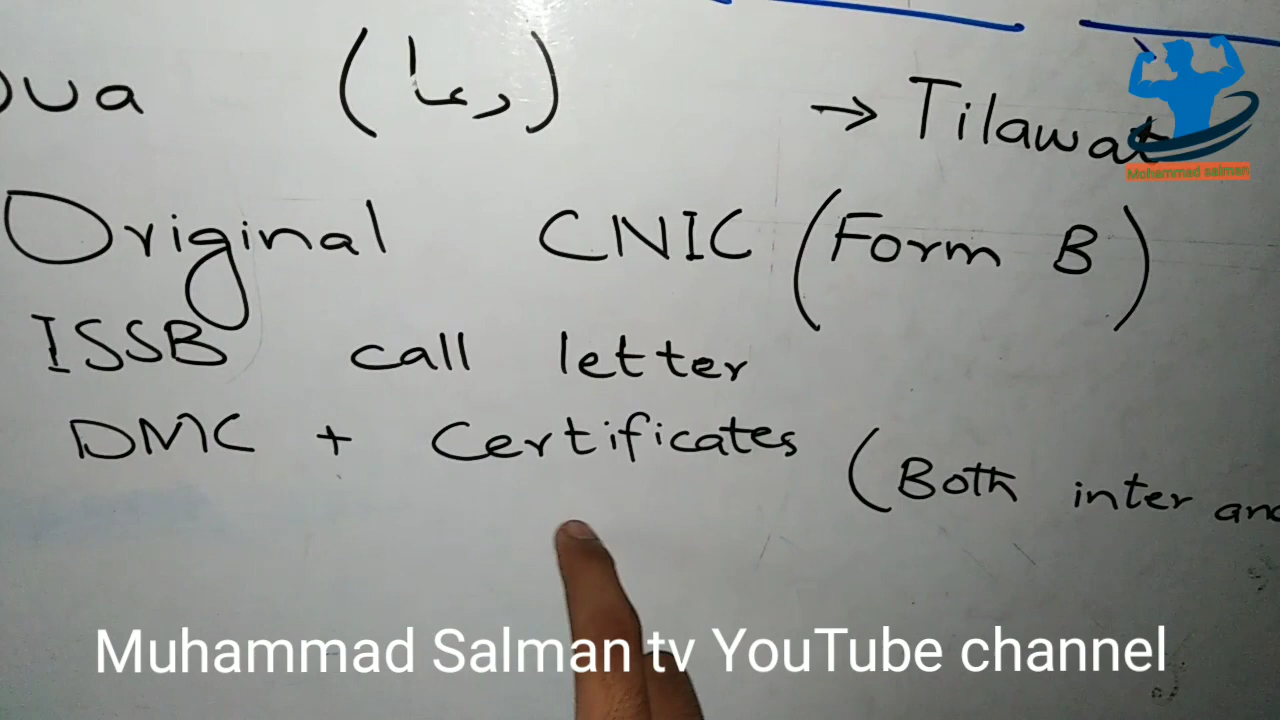 Dua (دعا) → Tilawat
Original CNIC (Form B)
ISSB call letter
DMC + Certificates (Both inter and
Mohammad salman
Muhammad Salman tv YouTube channel